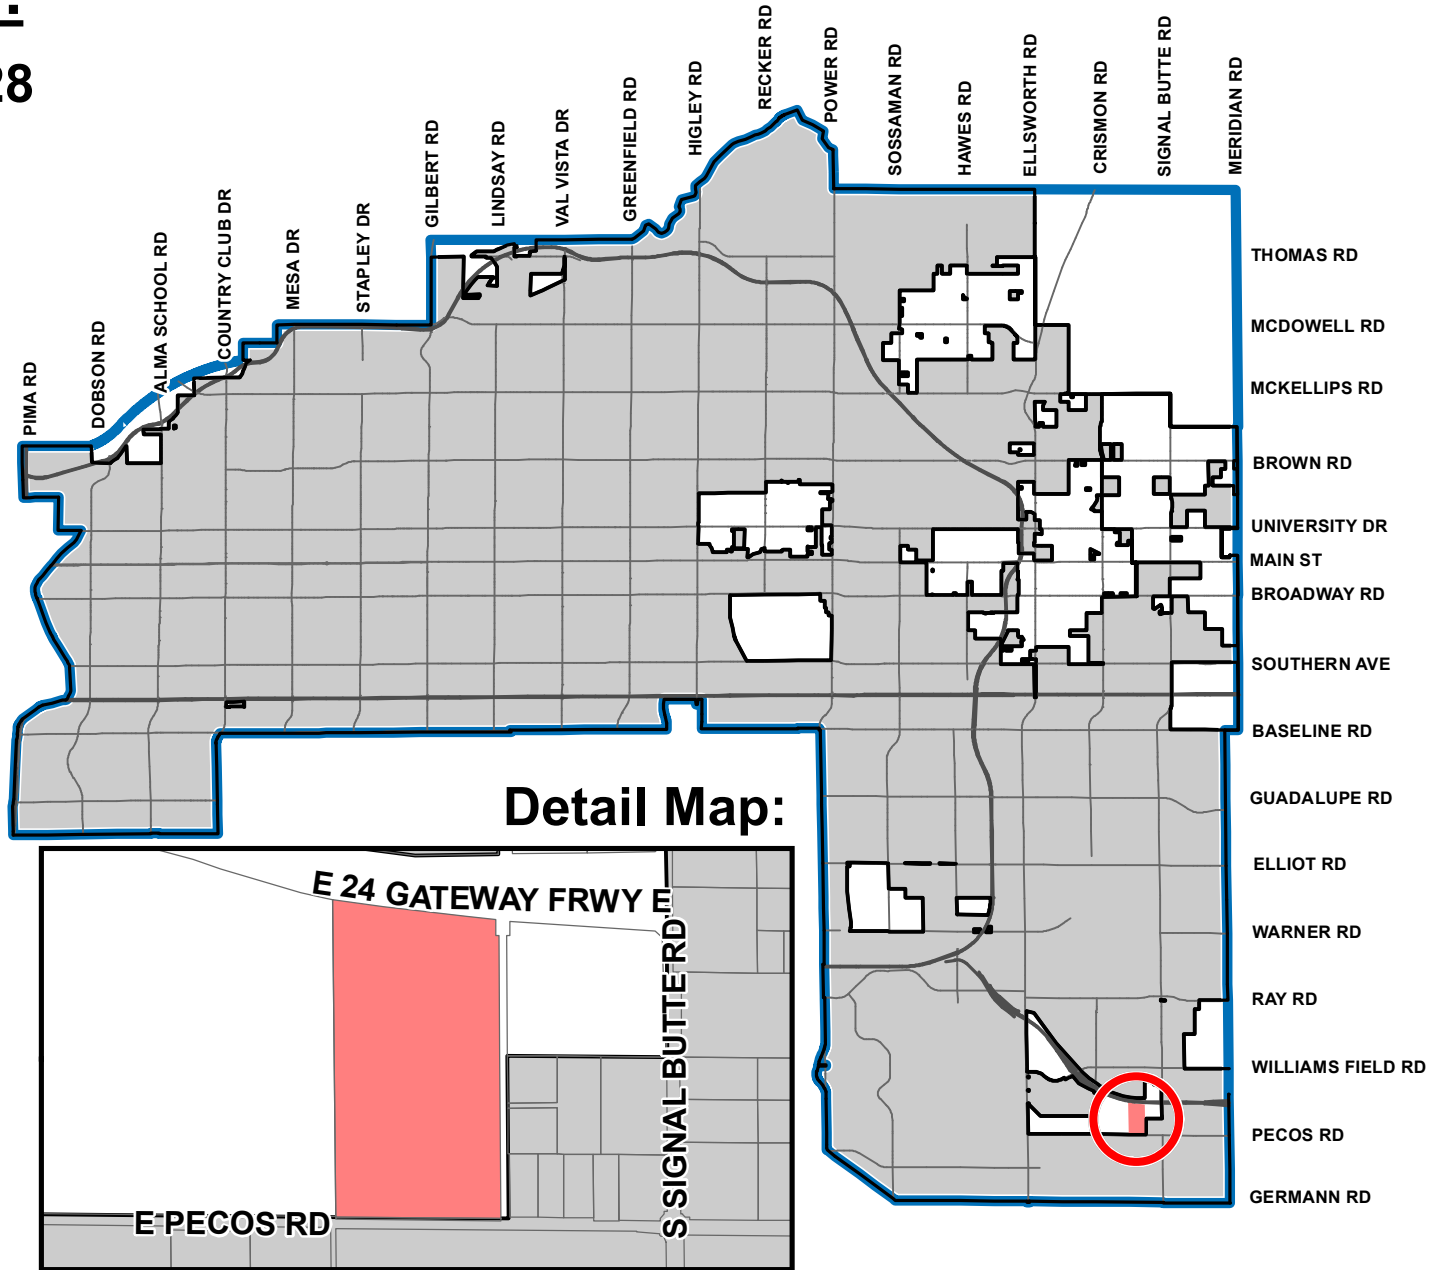 28
PIMA RD
DOBSON RD
ALMA SCHOOL RD
COUNTRY CLUB DR
MESA DR
STAPLEY DR
GILBERT RD
LINDSAY RD
VAL VISTA DR
GREENFIELD RD
HIGLEY RD
RECKER RD
POWER RD
SOSSAMAN RD
HAWES RD
ELLSWORTH RD
CRISMON RD
SIGNAL BUTTE RD
MERIDIAN RD
THOMAS RD
MCDOWELL RD
MCKELLIPS RD
BROWN RD
UNIVERSITY DR
MAIN ST
BROADWAY RD
SOUTHERN AVE
BASELINE RD
GUADALUPE RD
ELLIOT RD
WARNER RD
RAY RD
WILLIAMS FIELD RD
PECOS RD
GERMANN RD
Detail Map:
E 24 GATEWAY FRWY E
S SIGNAL BUTTE RD
E PECOS RD